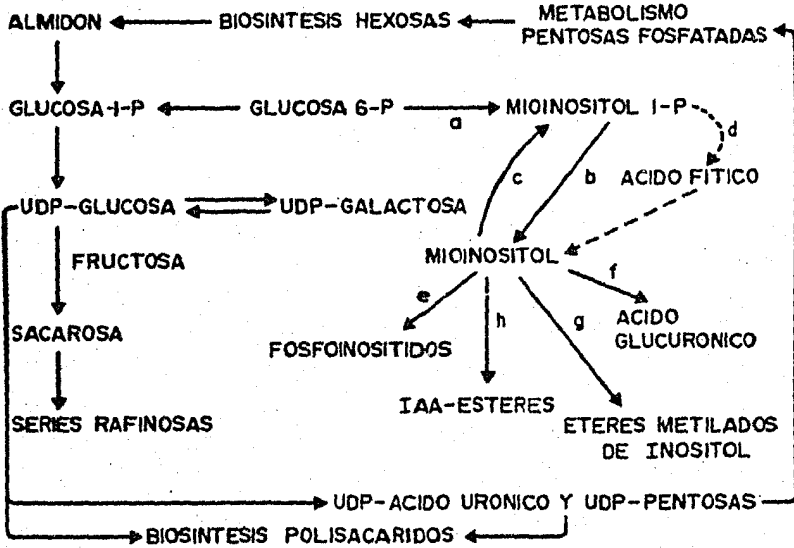 ALMIDON
BIOSINTESIS HEXOSAS
METABOLISMO
PENTOSAS FOSFATADAS
GLUCOSA-1-P
GLUCOSA 6-P
a
MIOINOSITOL 1-P
d
c
b
ACIDO FITICO
UDP-GLUCOSA
UDP-GALACTOSA
FRUCTOSA
MIOINOSITOL
e
h
g
f
SACAROSA
FOSFOINOSITIDOS
ACIDO
GLUCURONICO
SERIES RAFINOSAS
IAA-ESTERES
ETERES METILADOS
DE INOSITOL
UDP-ACIDO URONICO Y UDP-PENTOSAS
BIOSINTESIS POLISACARIDOS